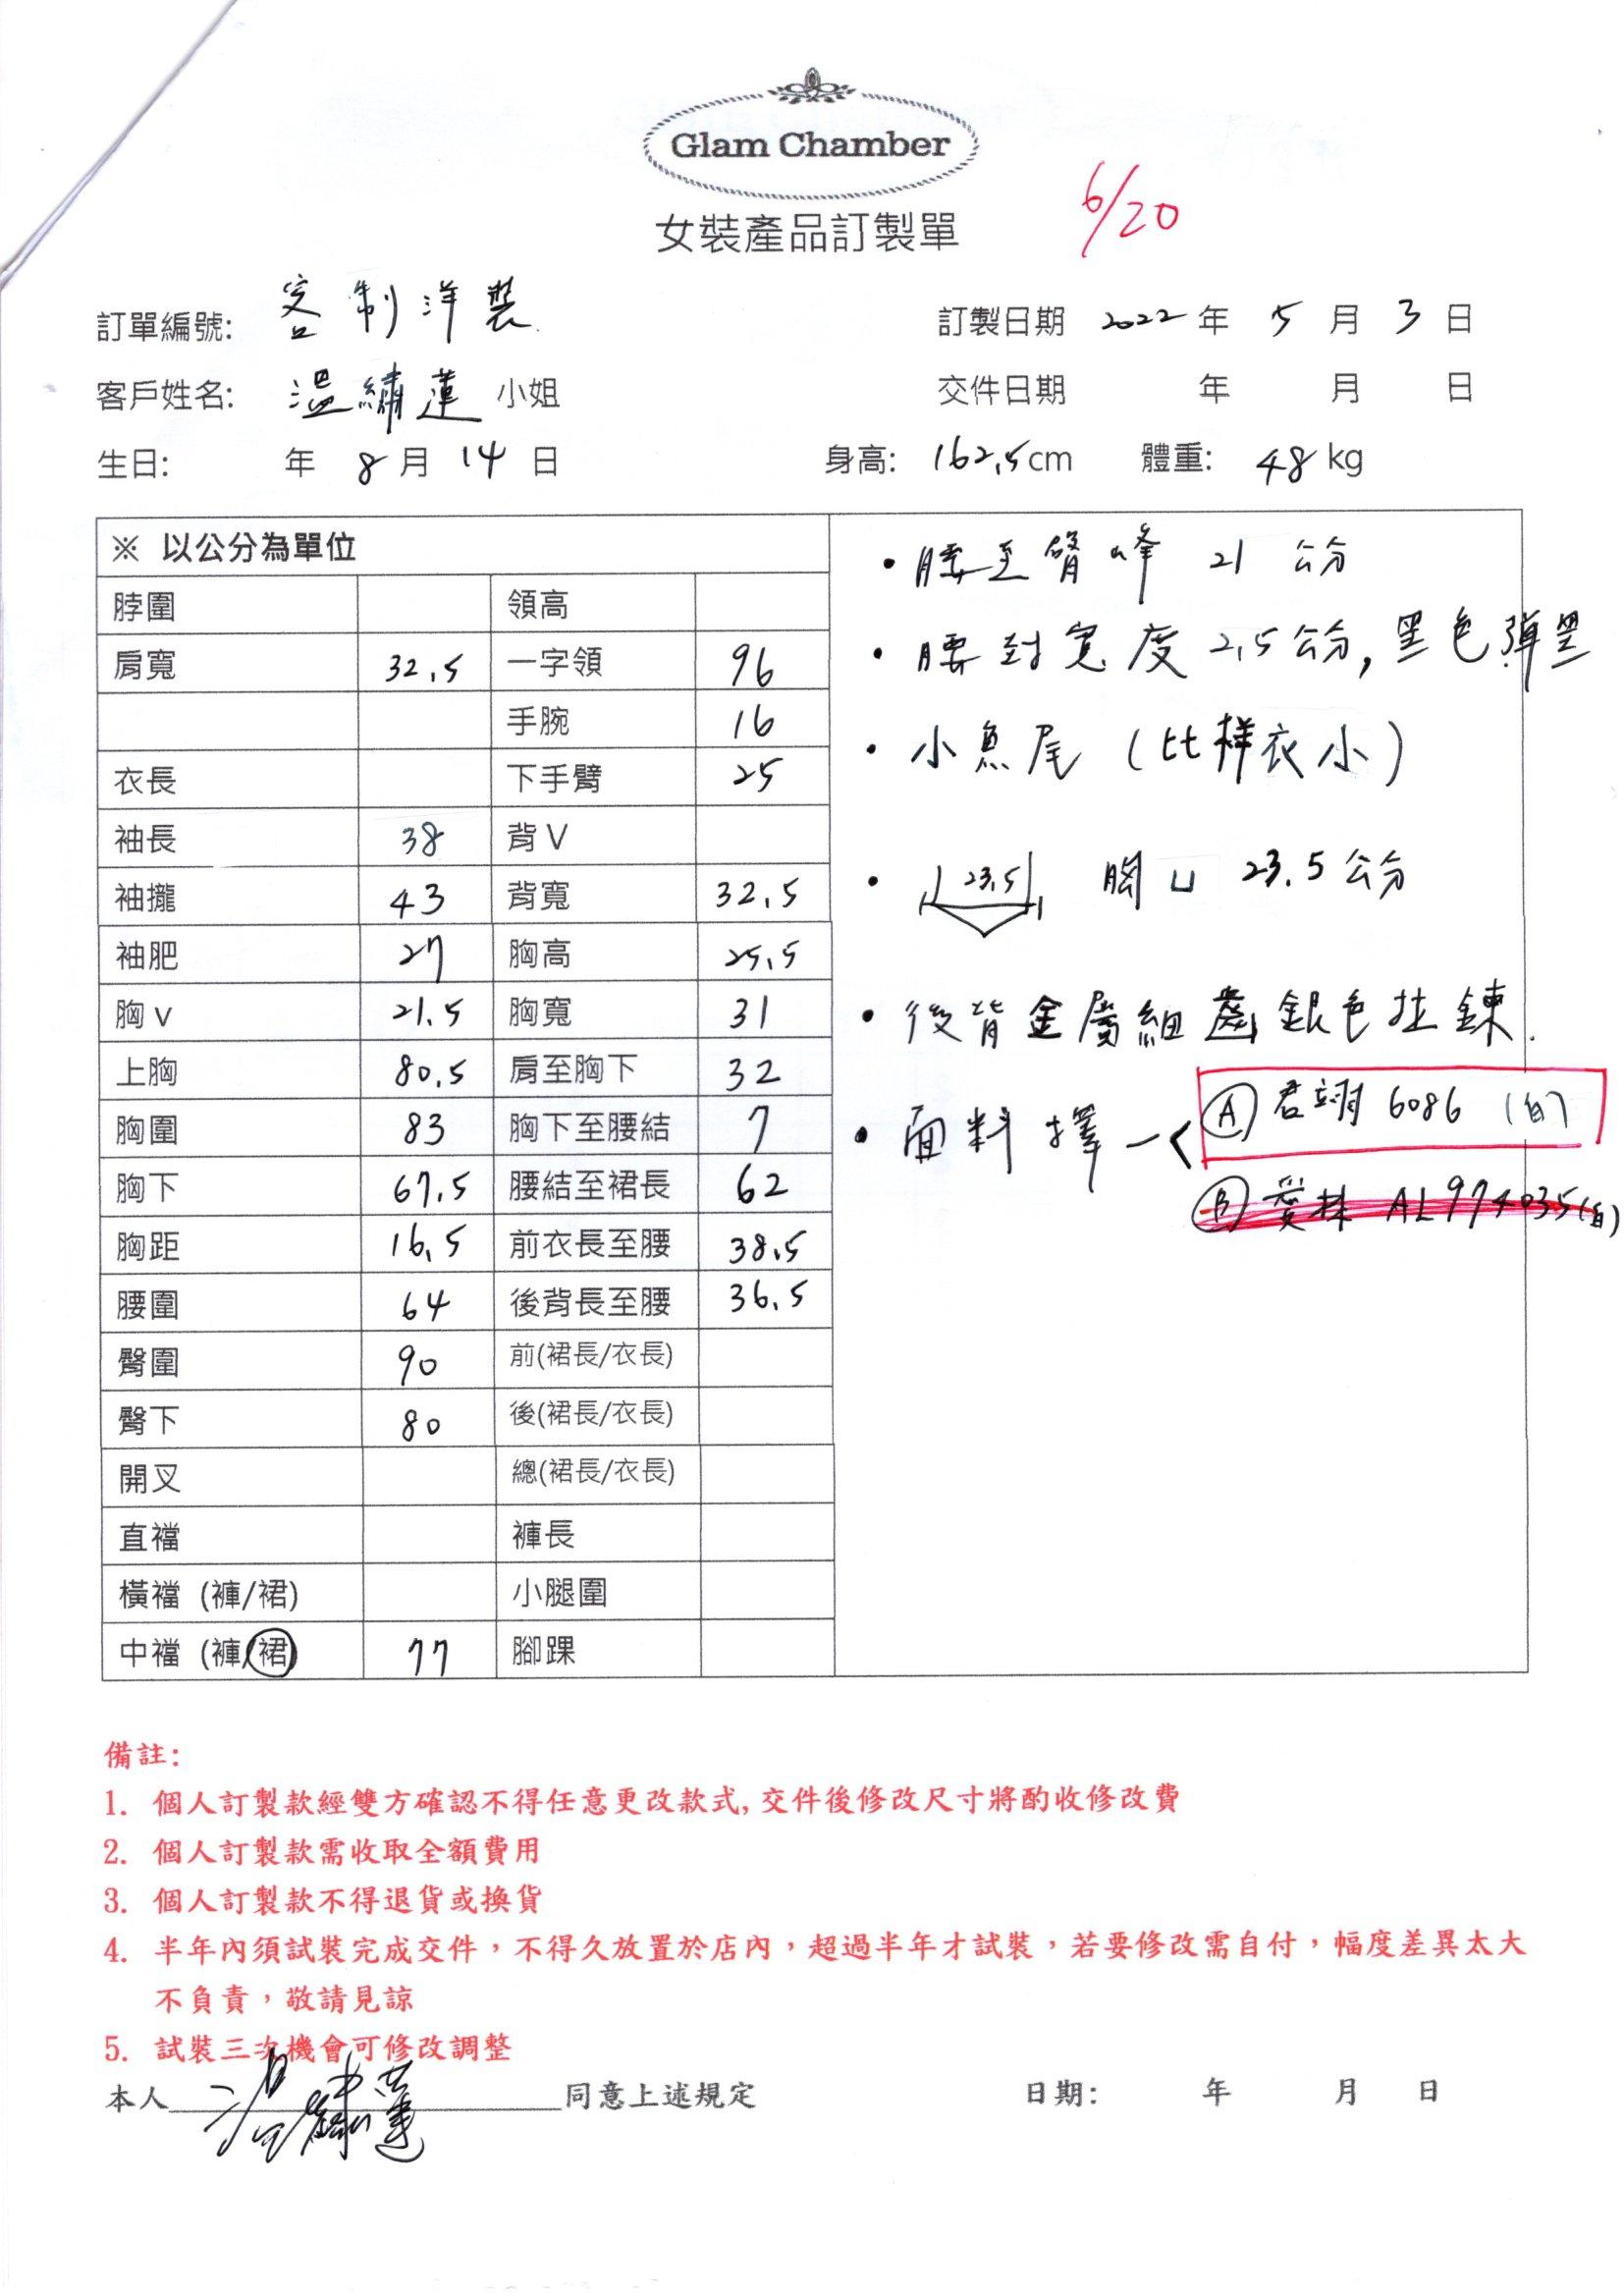 Glam Chamber
女裝產品訂製單
6/20
訂單編號: 客制洋裝
訂製日期 2022 年 5 月 3 日
客戶姓名: 溫繡蓮 小姐
交件日期 年 月 日
生日: 年 8 月 14 日
身高: 162.5 cm 體重: 48 kg
※ 以公分為單位
脖圍 領高
肩寬 32.5 一字領 96
手腕 16
衣長 下手臂 25
袖長 38 背V
袖攏 43 背寬 32.5
袖肥 27 胸高 25.5
胸v 21.5 胸寬 31
上胸 80.5 肩至胸下 32
胸圍 83 胸下至腰結 7
胸下 67.5 腰結至裙長 62
胸距 16.5 前衣長至腰 38.5
腰圍 64 後背長至腰 36.5
臀圍 90 前(裙長/衣長)
臀下 80 後(裙長/衣長)
開叉 總(裙長/衣長)
直襠 褲長
橫襠 (褲/裙) 小腿圍
中襠 (褲/裙) 77 腳踝
• 腰至臀峰 21 公分
• 腰封寬度 2.5公分,黑色彈
• 小魚尾 (比样衣小)
• 23.5 胸口 23.5 公分
• 後背金屬細齒銀色拉鍊.
• 面料擇一< Ⓐ 君翊 6086 (白)
Ⓑ 愛林 AL974035(白)
備註:
1. 個人訂製款經雙方確認不得任意更改款式,交件後修改尺寸將酌收修改費
2. 個人訂製款需收取全額費用
3. 個人訂製款不得退貨或換貨
4. 半年內須試裝完成交件，不得久放置於店內，超過半年才試裝，若要修改需自付，幅度差異太大
不負責，敬請見諒
5. 試裝三次機會可修改調整
本人 溫繡蓮 同意上述規定
日期: 年 月 日